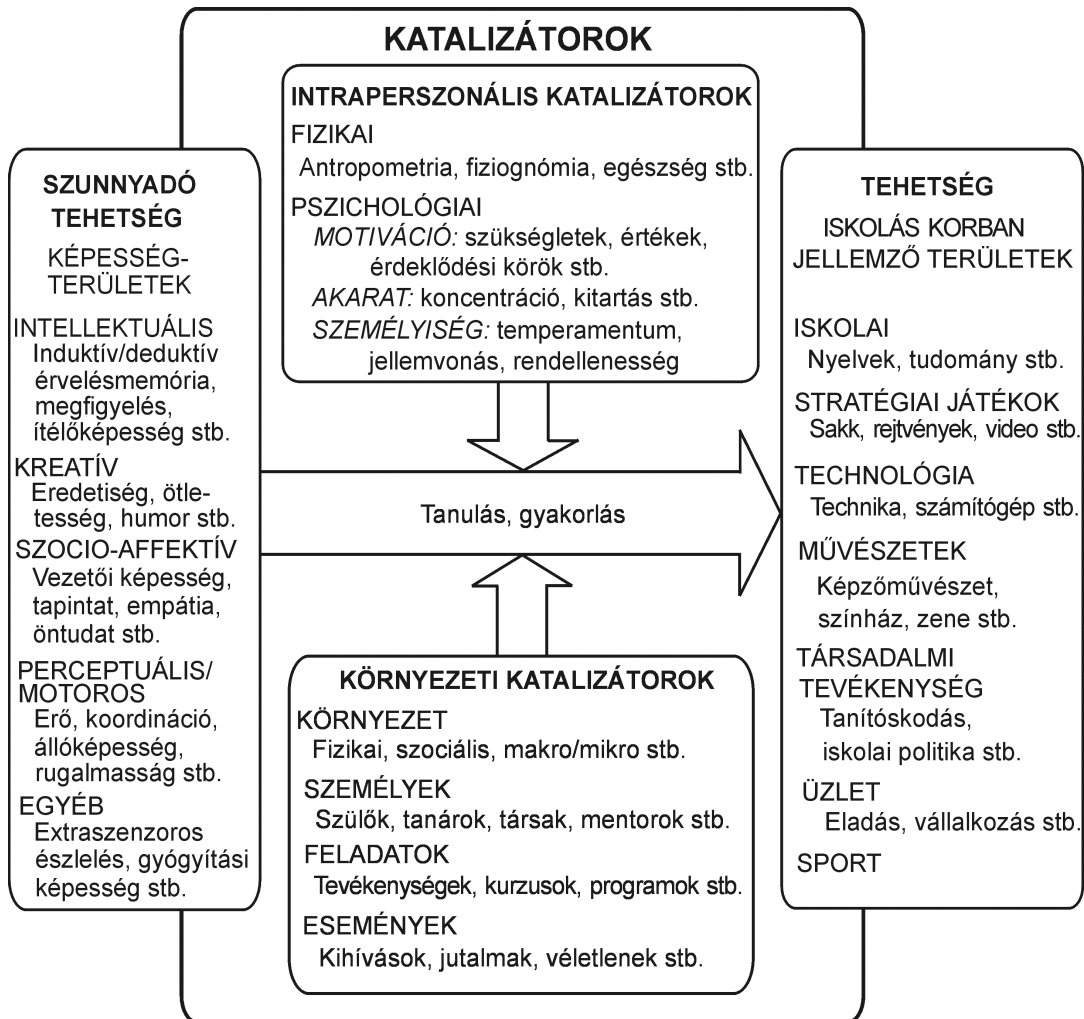 KATALIZÁTOROK
INTRAPERSZONÁLIS KATALIZÁTOROK
FIZIKAI
Antropometria, fiziognómia, egészség stb.
PSZICHOLÓGIAI
MOTIVÁCIÓ: szükségletek, értékek,
érdeklődési körök stb.
AKARAT: koncentráció, kitartás stb.
SZEMÉLYISÉG: temperamentum,
jellemvonás, rendellenesség
SZUNNYADÓ
TEHETSÉG
KÉPESSÉG-
TERÜLETEK
INTELLEKTUÁLIS
Induktív/deduktív
érvelésmemória,
megfigyelés,
ítélőképesség stb.
KREATÍV
Eredetiség, ötle-
tesség, humor stb.
SZOCIO-AFFEKTÍV
Vezetői képesség,
tapintat, empátia,
öntudat stb.
PERCEPTUÁLIS/
MOTOROS
Erő, koordináció,
állóképesség,
rugalmasság stb.
EGYÉB
Extraszenzoros
észlelés, gyógyítási
képesség stb.
Tanulás, gyakorlás
KÖRNYEZETI KATALIZÁTOROK
KÖRNYEZET
Fizikai, szociális, makro/mikro stb.
SZEMÉLYEK
Szülők, tanárok, társak, mentorok stb.
FELADATOK
Tevékenységek, kurzusok, programok stb.
ESEMÉNYEK
Kihívások, jutalmak, véletlenek stb.
TEHETSÉG
ISKOLÁS KORBAN
JELLEMZŐ TERÜLETEK
ISKOLAI
Nyelvek, tudomány stb.
STRATÉGIAI JÁTÉKOK
Sakk, rejtvények, video stb.
TECHNOLÓGIA
Technika, számítógép stb.
MŰVÉSZETEK
Képzőművészet,
színház, zene stb.
TÁRSADALMI
TEVÉKENYSÉG
Tanítóskodás,
iskolai politika stb.
ÜZLET
Eladás, vállalkozás stb.
SPORT